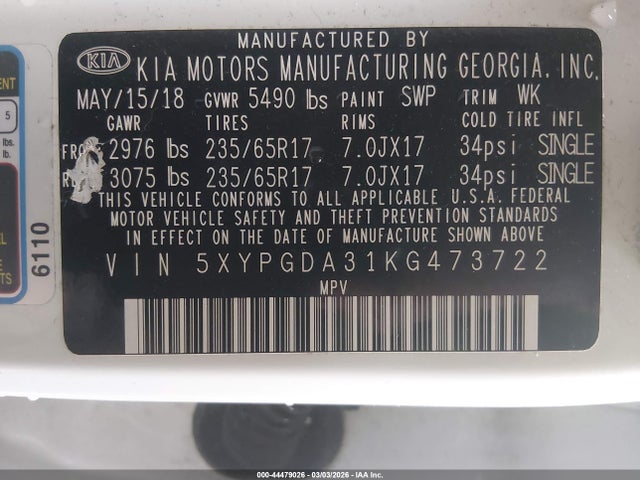 MANUFACTURED BY
KIA KIA MOTORS MANUFACTURING GEORGIA, INC.
MAY/15/18 GVWR 5490 lbs PAINT SWP TRIM WK
GAWR TIRES RIMS COLD TIRE INFL
2976 lbs 235/65R17 7.0JX17 34psi SINGLE
3075 lbs 235/65R17 7.0JX17 34psi SINGLE
THIS VEHICLE CONFORMS TO ALL APPLICABLE U.S.A. FEDERAL
MOTOR VEHICLE SAFETY AND THEFT PREVENTION STANDARDS
IN EFFECT ON THE DATE OF MANUFACTURE SHOWN ABOVE.
VIN 5XYPGDA31KG473722
MPV
6110
5
lbs.
lb.
000-44479026 - 03/03/2026 - IAA Inc.